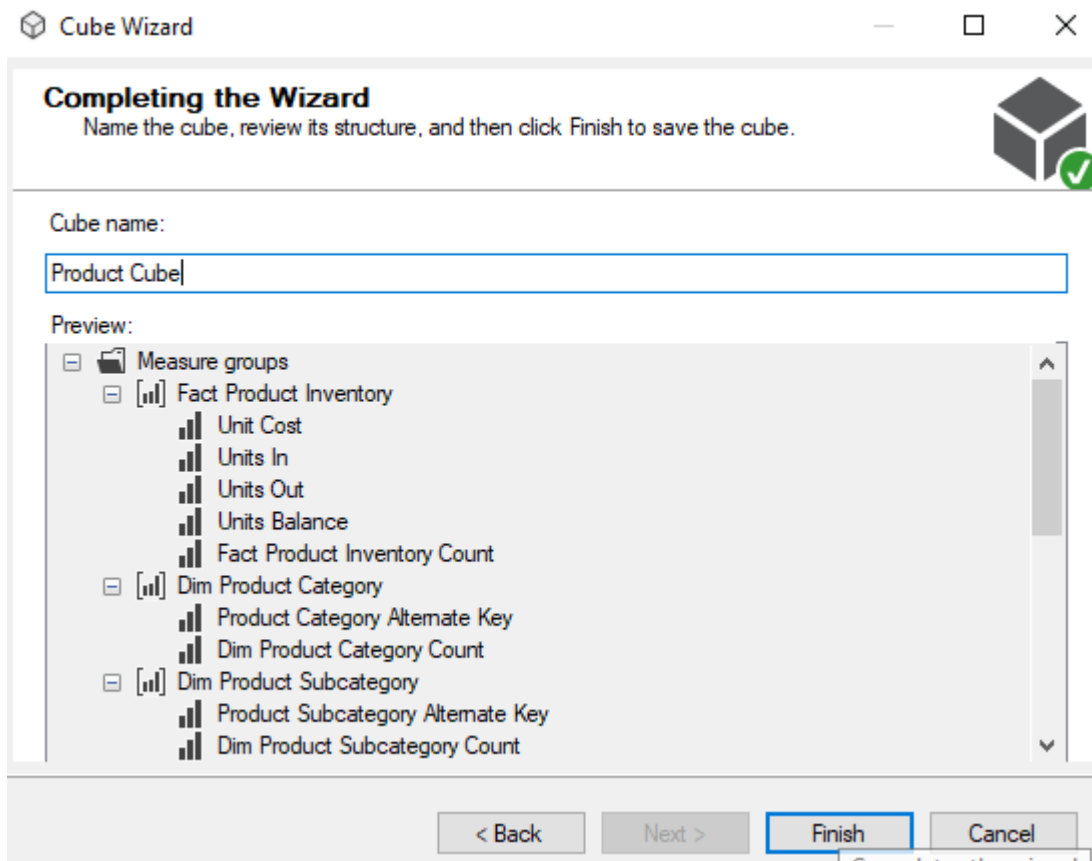 Cube Wizard
Completing the Wizard
Name the cube, review its structure, and then click Finish to save the cube.
Cube name:
Product Cube
Preview:
Measure groups
Fact Product Inventory
Unit Cost
Units In
Units Out
Units Balance
Fact Product Inventory Count
Dim Product Category
Product Category Alternate Key
Dim Product Category Count
Dim Product Subcategory
Product Subcategory Alternate Key
Dim Product Subcategory Count
< Back
Next >
Finish
Cancel